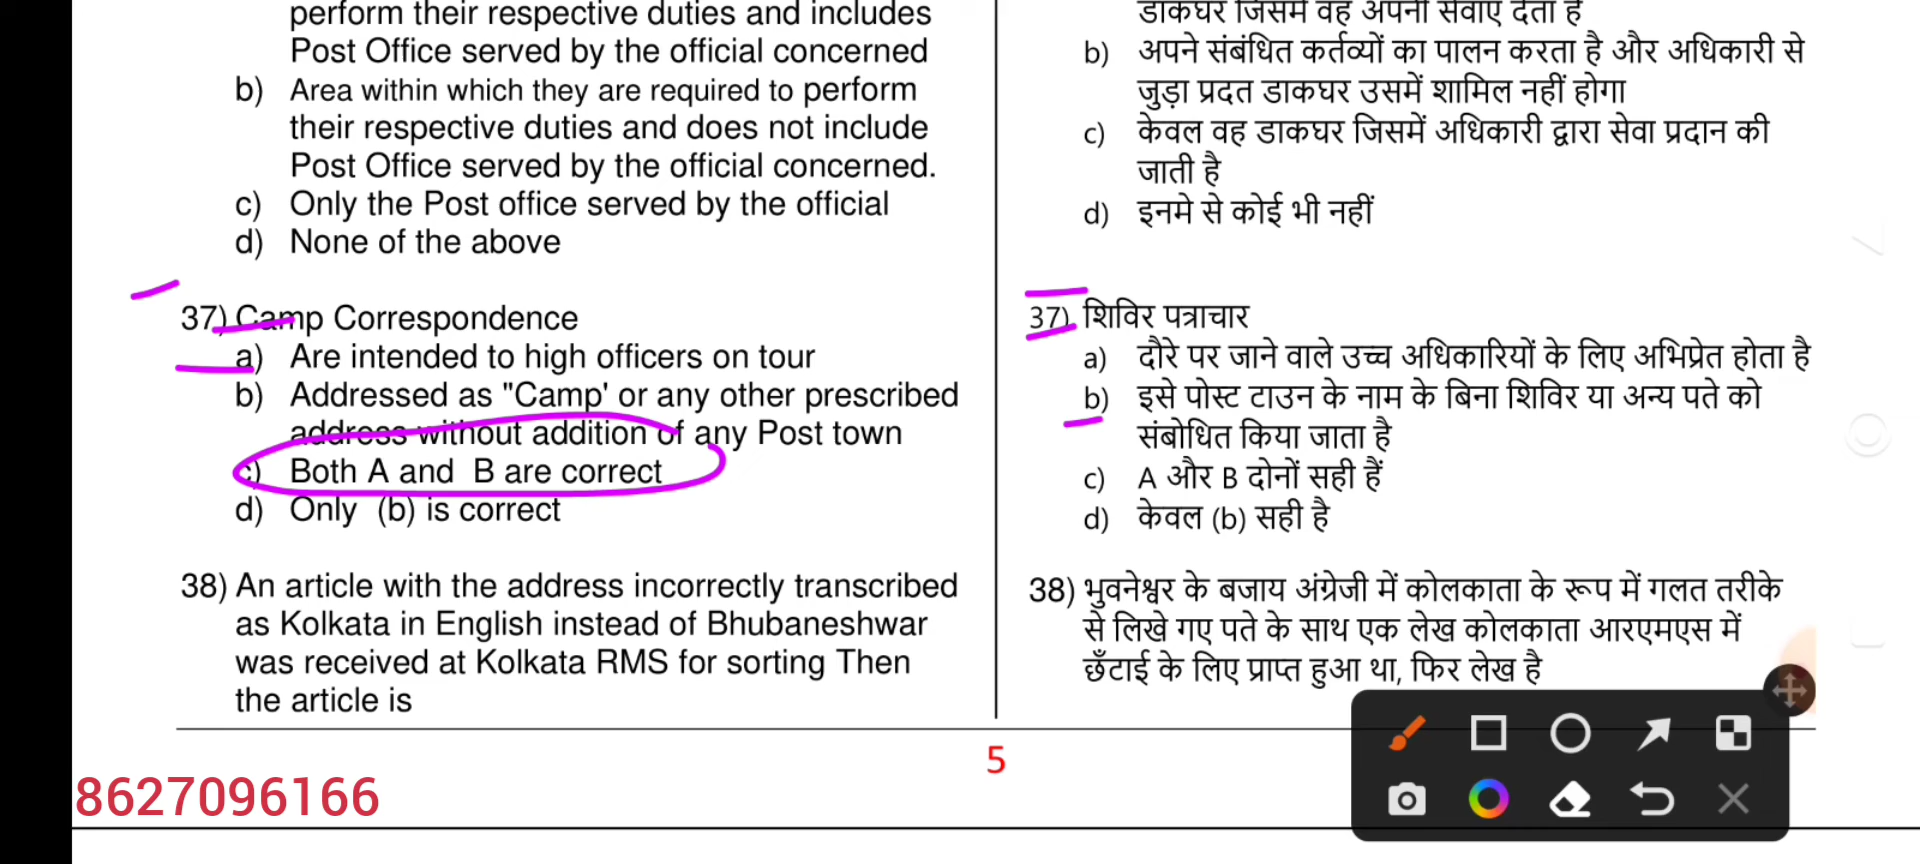 perform their respective duties and includes
Post Office served by the official concerned
b) Area within which they are required to perform
their respective duties and does not include
Post Office served by the official concerned.
c) Only the Post office served by the official
d) None of the above
37) Camp Correspondence
a) Are intended to high officers on tour
b) Addressed as "Camp' or any other prescribed
address without addition of any Post town
c) Both A and B are correct
d) Only (b) is correct
38) An article with the address incorrectly transcribed
as Kolkata in English instead of Bhubaneshwar
was received at Kolkata RMS for sorting Then
the article is
डाकघर जिसमें वह अपनी सेवाएं देता है
b) अपने संबंधित कर्तव्यों का पालन करता है और अधिकारी से
जुड़ा प्रदत डाकघर उसमें शामिल नहीं होगा
c) केवल वह डाकघर जिसमें अधिकारी द्वारा सेवा प्रदान की
जाती है
d) इनमे से कोई भी नहीं
37) शिविर पत्राचार
a) दौरे पर जाने वाले उच्च अधिकारियों के लिए अभिप्रेत होता है
b) इसे पोस्ट टाउन के नाम के बिना शिविर या अन्य पते को
संबोधित किया जाता है
c) A और B दोनों सही हैं
d) केवल (b) सही है
38) भुवनेश्वर के बजाय अंग्रेजी में कोलकाता के रूप में गलत तरीके
से लिखे गए पते के साथ एक लेख कोलकाता आरएमएस में
छँटाई के लिए प्राप्त हुआ था, फिर लेख है
5
8627096166